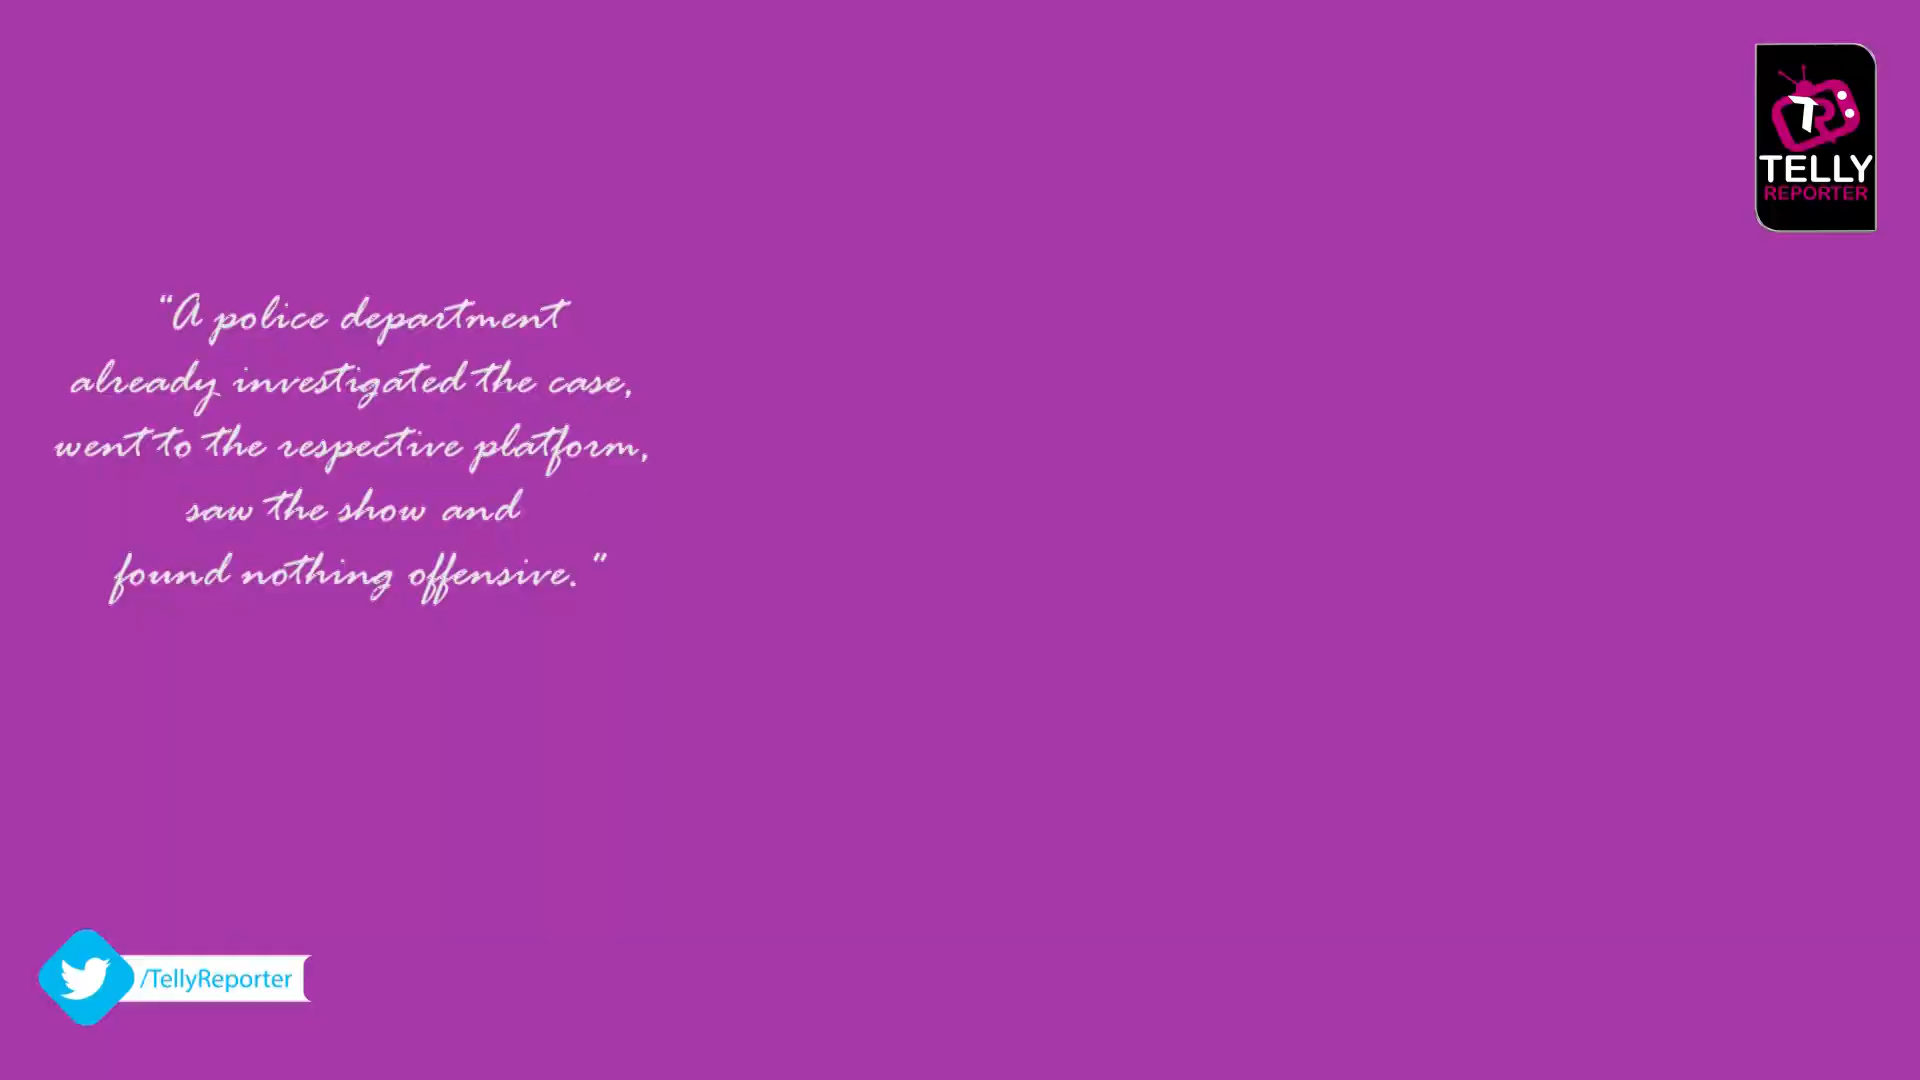 TELLY
REPORTER
“A police department
already investigated the case,
went to the respective platform,
saw the show and
found nothing offensive. ”
/TellyReporter